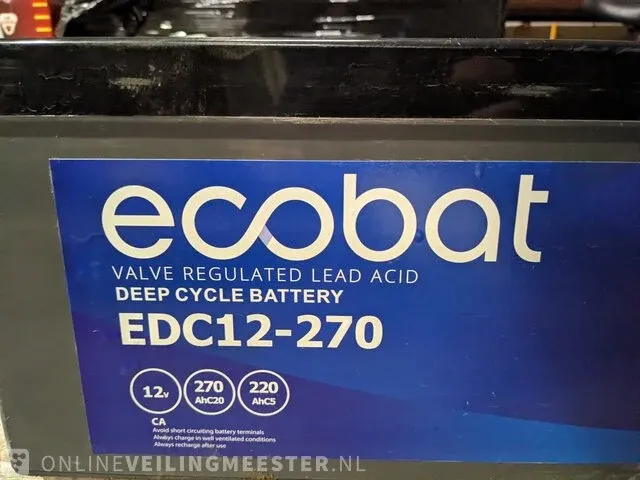 ecobat
VALVE REGULATED LEAD ACID
DEEP CYCLE BATTERY
EDC12-270
12v
270
AhC20
220
AhC5
CA
Avoid short circuiting battery terminals
Always charge in well ventilated conditions
Always recharge after use
ONLINEVEILINGMEESTER.NL